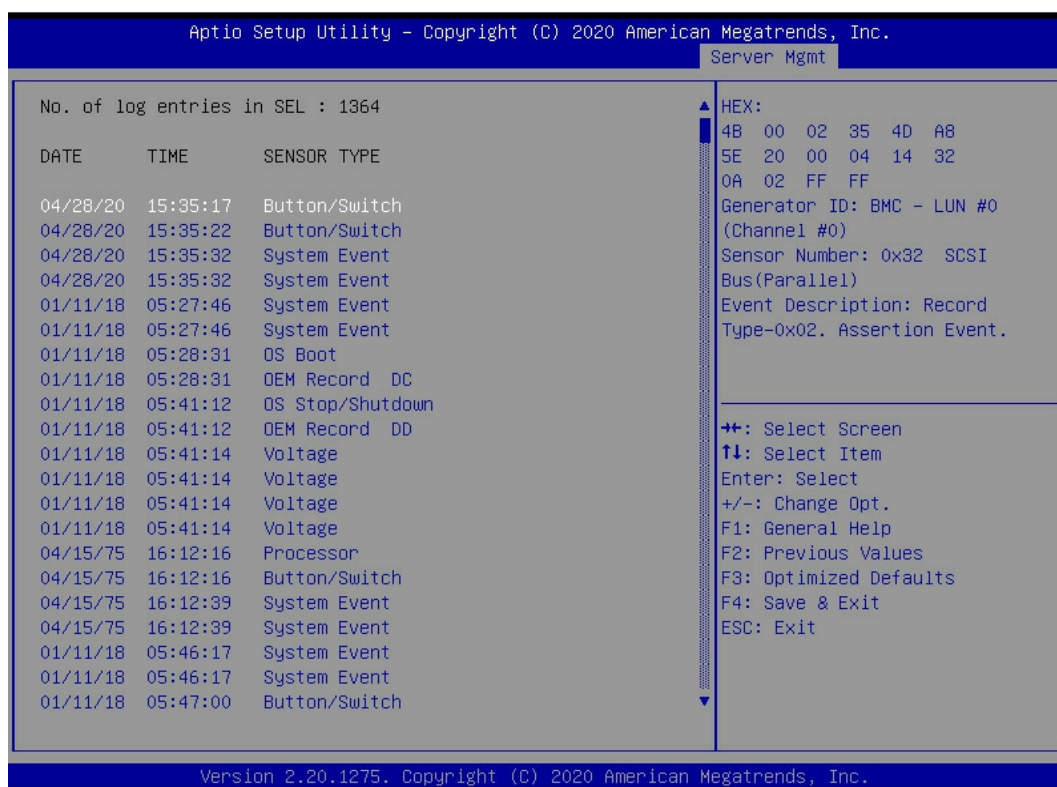 Aptio Setup Utility – Copyright (C) 2020 American Megatrends, Inc.
Server Mgmt
No. of log entries in SEL : 1364
DATE TIME SENSOR TYPE
04/28/20 15:35:17 Button/Switch
04/28/20 15:35:22 Button/Switch
04/28/20 15:35:32 System Event
04/28/20 15:35:32 System Event
01/11/18 05:27:46 System Event
01/11/18 05:27:46 System Event
01/11/18 05:28:31 OS Boot
01/11/18 05:28:31 OEM Record DC
01/11/18 05:41:12 OS Stop/Shutdown
01/11/18 05:41:12 OEM Record DD
01/11/18 05:41:14 Voltage
01/11/18 05:41:14 Voltage
01/11/18 05:41:14 Voltage
01/11/18 05:41:14 Voltage
04/15/75 16:12:16 Processor
04/15/75 16:12:16 Button/Switch
04/15/75 16:12:39 System Event
04/15/75 16:12:39 System Event
01/11/18 05:46:17 System Event
01/11/18 05:46:17 System Event
01/11/18 05:47:00 Button/Switch
HEX:
4B 00 02 35 4D A8
5E 20 00 04 14 32
0A 02 FF FF
Generator ID: BMC – LUN #0
(Channel #0)
Sensor Number: 0x32 SCSI
Bus(Parallel)
Event Description: Record
Type-0x02. Assertion Event.
→←: Select Screen
↑↓: Select Item
Enter: Select
+/-: Change Opt.
F1: General Help
F2: Previous Values
F3: Optimized Defaults
F4: Save & Exit
ESC: Exit
Version 2.20.1275. Copyright (C) 2020 American Megatrends, Inc.